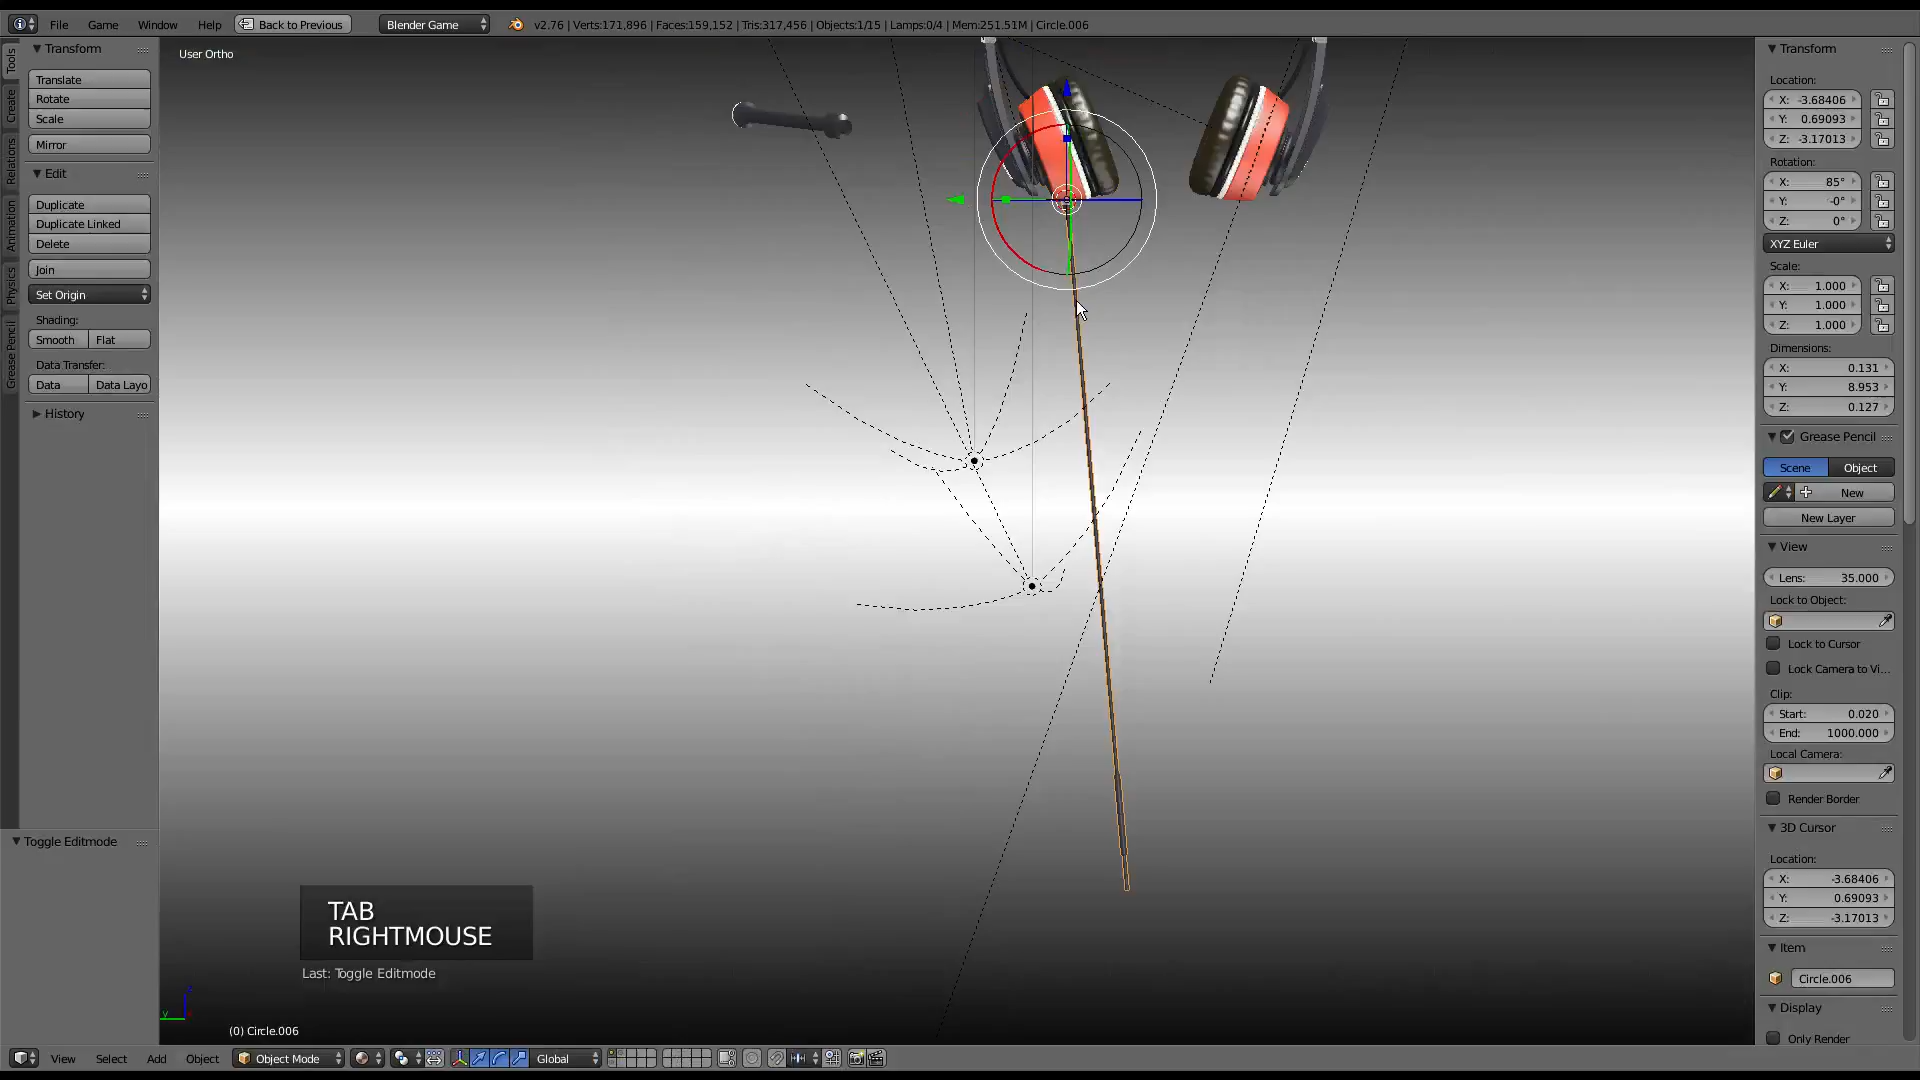 File Game Window Help Back to Previous Blender Game v2.76 | Verts:171,896 | Faces:159,152 | Tris:317,456 | Objects:1/15 | Lamps:0/4 | Mem:251.51M | Circle.006
Tools
Create
Relations
Animation
Physics
Grease Pencil
Transform
Translate
Rotate
Scale
Mirror
Edit
Duplicate
Duplicate Linked
Delete
Join
Set Origin
Shading:
Smooth Flat
Data Transfer:
Data Data Layo
History
Toggle Editmode
User Ortho
TAB
RIGHTMOUSE
Last: Toggle Editmode
(0) Circle.006
Transform
Location:
X: -3.68406
Y: 0.69093
Z: -3.17013
Rotation:
X: 85°
Y: -0°
Z: 0°
XYZ Euler
Scale:
X: 1.000
Y: 1.000
Z: 1.000
Dimensions:
X: 0.131
Y: 8.953
Z: 0.127
Grease Pencil
Scene Object
New
New Layer
View
Lens: 35.000
Lock to Object:
Lock to Cursor
Lock Camera to Vi...
Clip:
Start: 0.020
End: 1000.000
Local Camera:
Render Border
3D Cursor
Location:
X: -3.68406
Y: 0.69093
Z: -3.17013
Item
Circle.006
Display
Only Render
View Select Add Object Object Mode Global